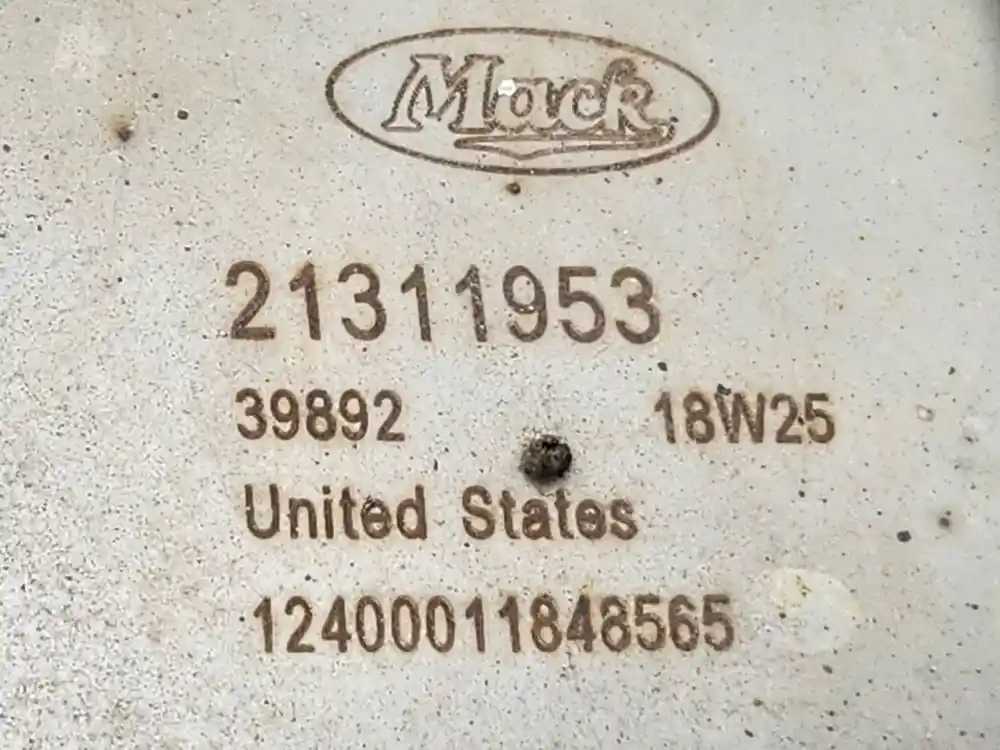 Mack
21311953
39892 18W25
United States
12400011848565